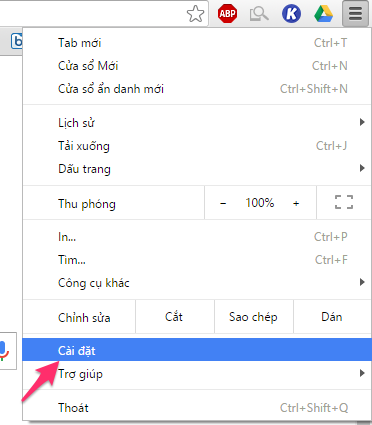 ABP K
b
Tab mới Ctrl+T
Cửa sổ Mới Ctrl+N
Cửa sổ ẩn danh mới Ctrl+Shift+N
Lịch sử
Tải xuống Ctrl+J
Dấu trang
Thu phóng − 100% +
In... Ctrl+P
Tìm... Ctrl+F
Công cụ khác
Chỉnh sửa Cắt Sao chép Dán
Cài đặt
Trợ giúp
Thoát Ctrl+Shift+Q